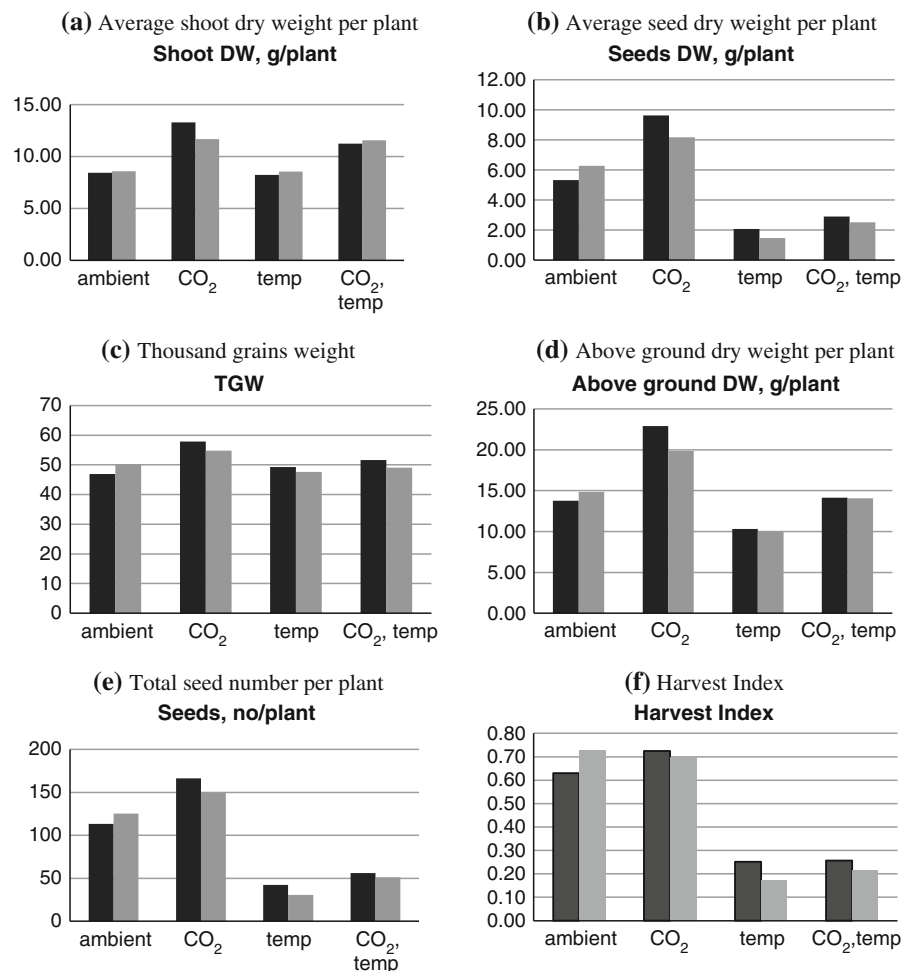 (a) Average shoot dry weight per plant
Shoot DW, g/plant
15.00
10.00
5.00
0.00
ambient CO2 temp CO2, temp
(b) Average seed dry weight per plant
Seeds DW, g/plant
12.00
10.00
8.00
6.00
4.00
2.00
0.00
ambient CO2 temp CO2, temp
(c) Thousand grains weight
TGW
70
60
50
40
30
20
10
0
ambient CO2 temp CO2, temp
(d) Above ground dry weight per plant
Above ground DW, g/plant
25.00
20.00
15.00
10.00
5.00
0.00
ambient CO2 temp CO2, temp
(e) Total seed number per plant
Seeds, no/plant
200
150
100
50
0
ambient CO2 temp CO2, temp
(f) Harvest Index
Harvest Index
0.80
0.70
0.60
0.50
0.40
0.30
0.20
0.10
0.00
ambient CO2 temp CO2,temp